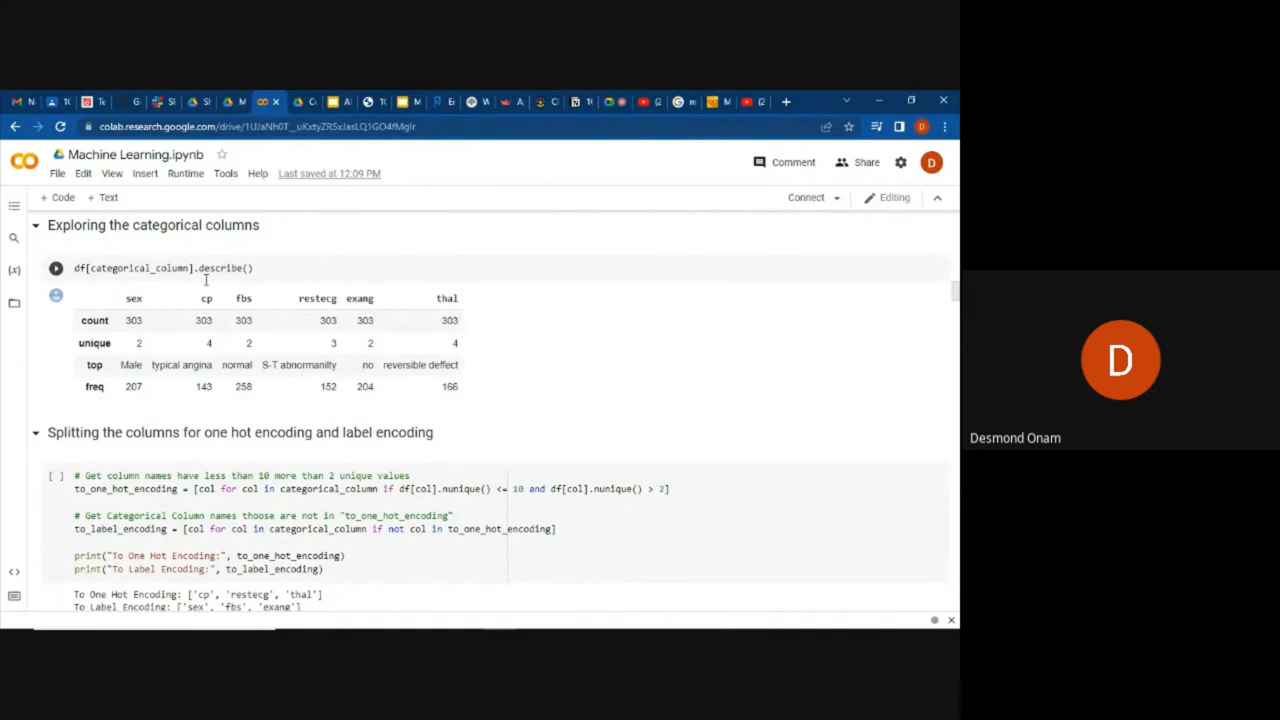 colab.research.google.com/drive/
Machine Learning.ipynb
Comment
Share
D
File Edit View Insert Runtime Tools Help Last saved at 12:09 PM
+ Code + Text
Connect
Editing
Exploring the categorical columns
df[categorical_column].describe()
sex cp fbs restecg exang thal
count 303 303 303 303 303 303
unique 2 4 2 3 2 4
top Male typical angina normal S-T abnormanilty no reversible deffect
freq 207 143 258 152 204 166
Splitting the columns for one hot encoding and label encoding
[ ] # Get column names have less than 10 more than 2 unique values
to_one_hot_encoding = [col for col in categorical_column if df[col].nunique() <= 10 and df[col].nunique() > 2]
# Get Categorical Column names thoose are not in "to_one_hot_encoding"
to_label_encoding = [col for col in categorical_column if not col in to_one_hot_encoding]
print("To One Hot Encoding:", to_one_hot_encoding)
print("To Label Encoding:", to_label_encoding)
To One Hot Encoding: ['cp', 'restecg', 'thal']
To Label Encoding: ['sex', 'fbs', 'exang']
D
Desmond Onam